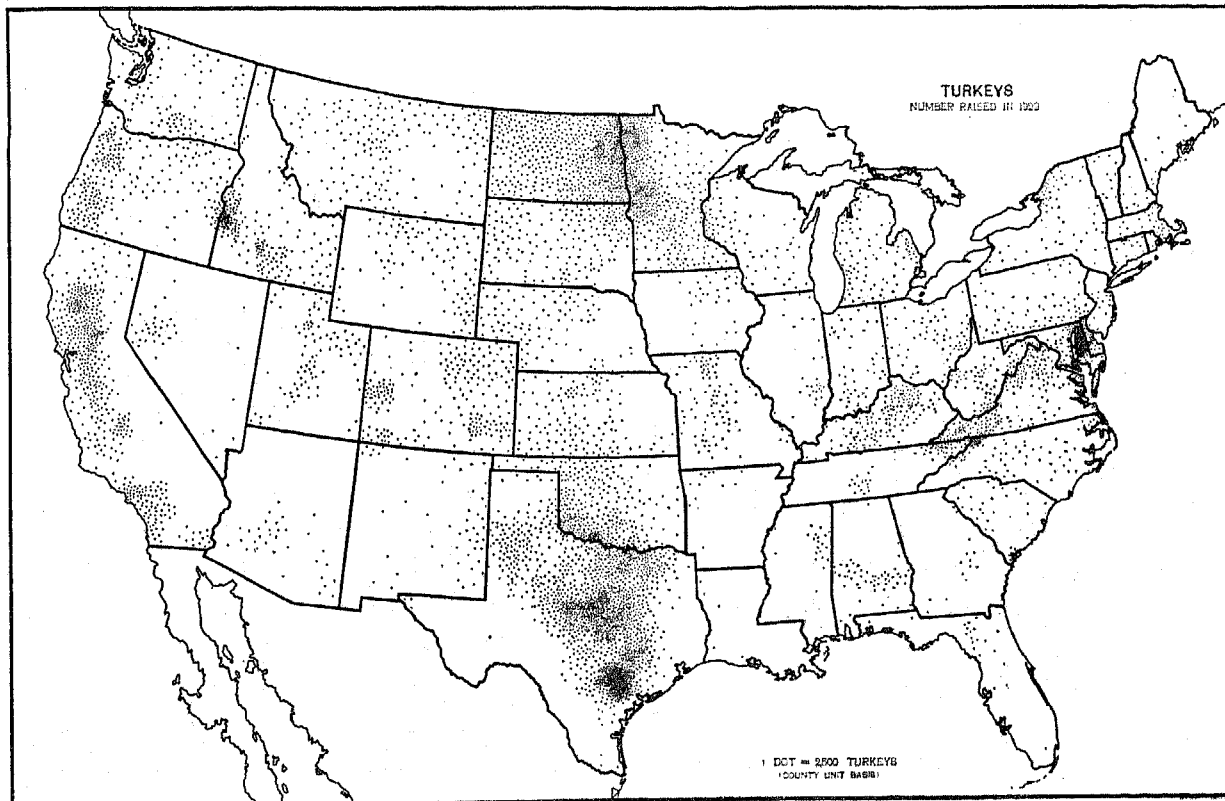 TURKEYS
NUMBER RAISED IN
1 DOT = 2,500 TURKEYS
(COUNTY UNIT BASIS)